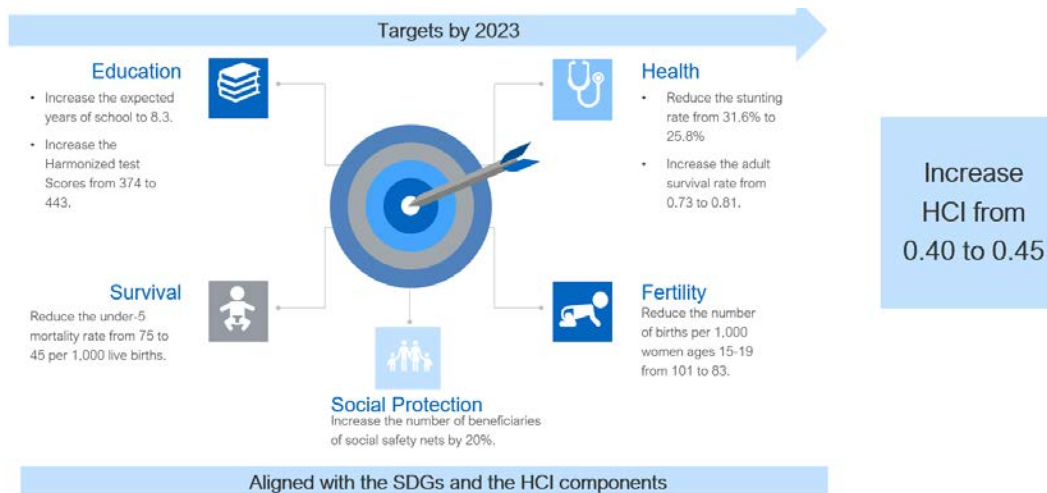 Targets by 2023
Education
• Increase the expected
years of school to 8.3.
• Increase the
Harmonized test
Scores from 374 to
443.
Health
• Reduce the stunting
rate from 31.6% to
25.8%
• Increase the adult
survival rate from
0.73 to 0.81.
Increase
HCI from
0.40 to 0.45
Survival
Reduce the under-5
mortality rate from 75 to
45 per 1,000 live births.
Fertility
Reduce the number
of births per 1,000
women ages 15-19
from 101 to 83.
Social Protection
Increase the number of beneficiaries
of social safety nets by 20%.
Aligned with the SDGs and the HCI components